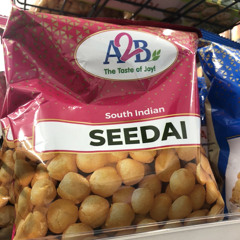 A2B
The Taste of Joy!
South Indian
SEEDAI